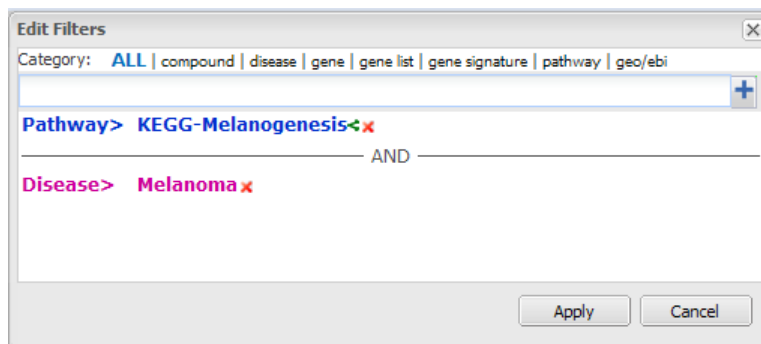 Edit Filters
Category: ALL | compound | disease | gene | gene list | gene signature | pathway | geo/ebi
Pathway> KEGG-Melanogenesis
AND
Disease> Melanoma
Apply Cancel